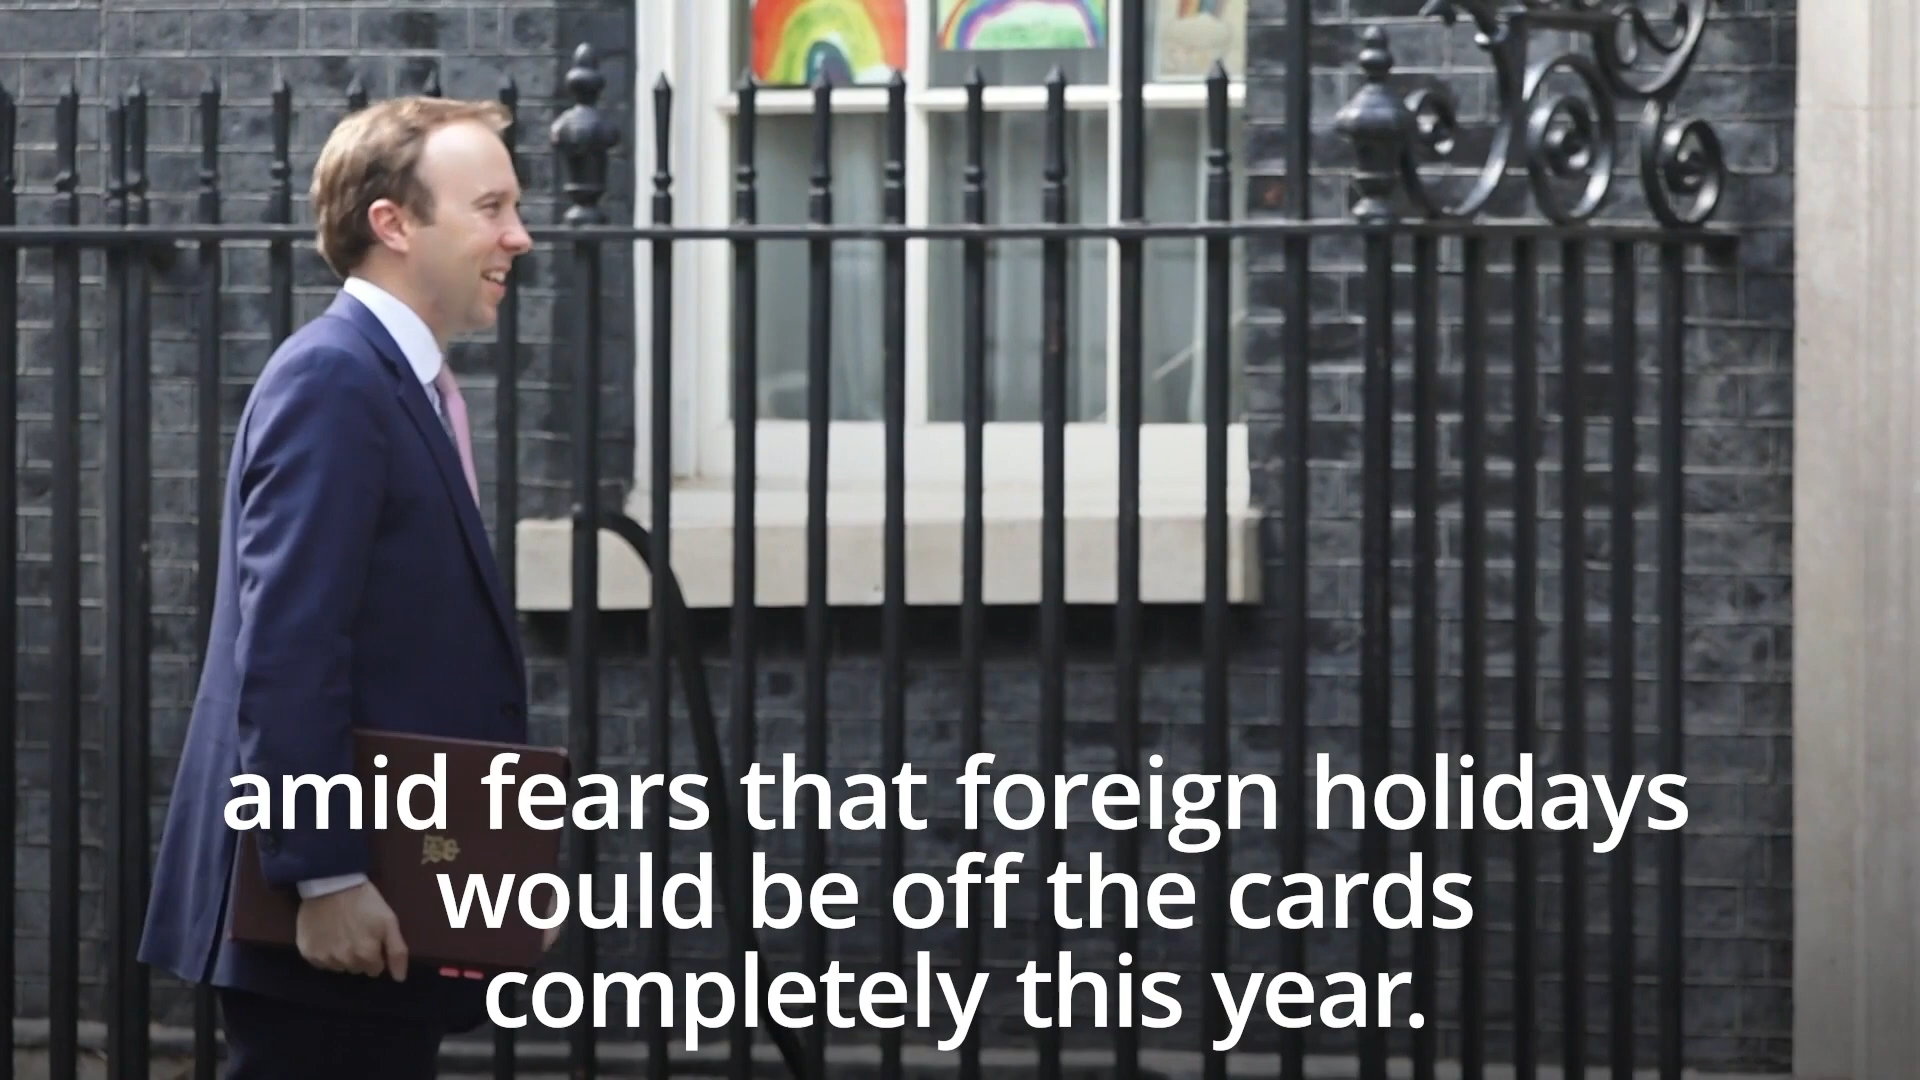 amid fears that foreign holidays
would be off the cards
completely this year.